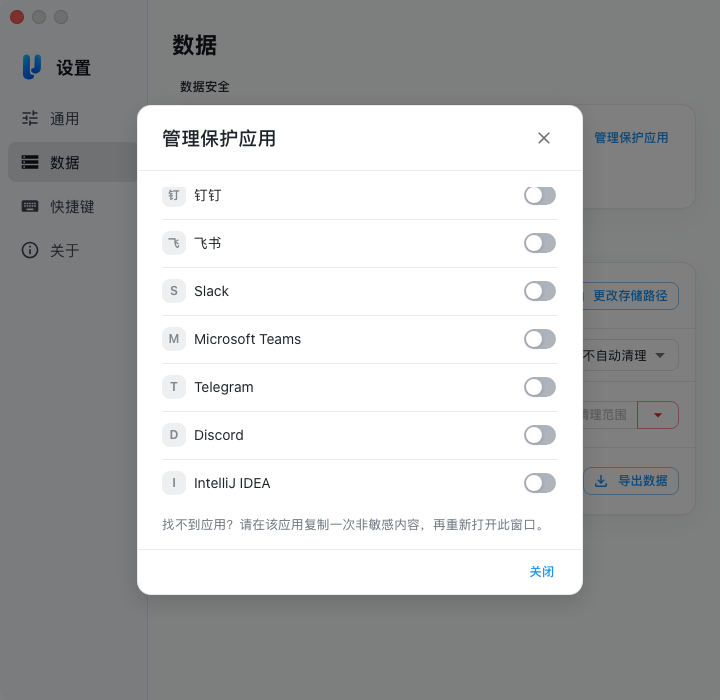 数据
设置
数据安全
通用
管理保护应用
管理保护应用
数据
钉 钉钉
快捷键
飞 飞书
关于
S Slack
更改存储路径
M Microsoft Teams
不自动清理
T Telegram
清理范围
D Discord
I IntelliJ IDEA
导出数据
找不到应用？请在该应用复制一次非敏感内容，再重新打开此窗口。
关闭